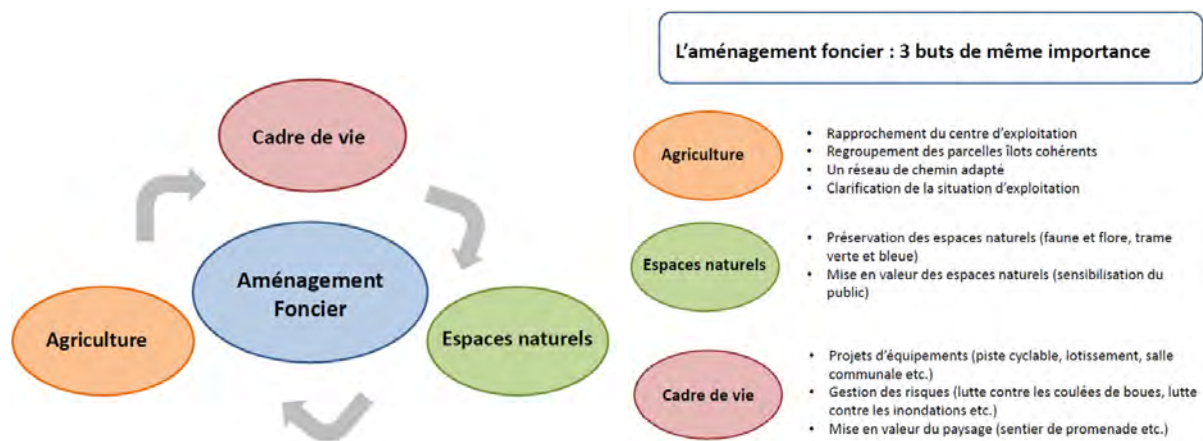 Cadre de vie
Aménagement
Foncier
Agriculture
Espaces naturels
L'aménagement foncier : 3 buts de même importance
Agriculture
• Rapprochement du centre d'exploitation
• Regroupement des parcelles îlots cohérents
• Un réseau de chemin adapté
• Clarification de la situation d'exploitation
Espaces naturels
• Préservation des espaces naturels (faune et flore, trame
verte et bleue)
• Mise en valeur des espaces naturels (sensibilisation du
public)
Cadre de vie
• Projets d'équipements (piste cyclable, lotissement, salle
communale etc.)
• Gestion des risques (lutte contre les coulées de boues, lutte
contre les inondations etc.)
• Mise en valeur du paysage (sentier de promenade etc.)